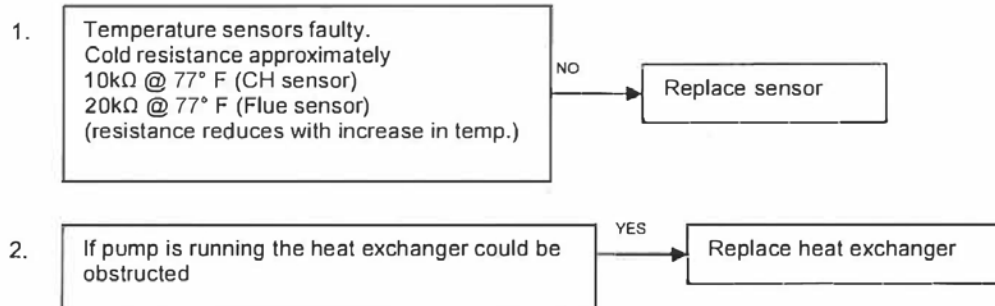 1.
Temperature sensors faulty.
Cold resistance approximately
10kΩ @ 77° F (CH sensor)
20kΩ @ 77° F (Flue sensor)
(resistance reduces with increase in temp.)
NO
Replace sensor
2.
If pump is running the heat exchanger could be
obstructed
YES
Replace heat exchanger